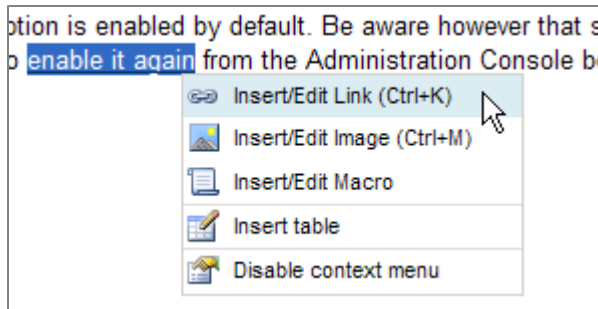 ption is enabled by default. Be aware however that s
o enable it again from the Administration Console b
Insert/Edit Link (Ctrl+K)
Insert/Edit Image (Ctrl+M)
Insert/Edit Macro
Insert table
Disable context menu